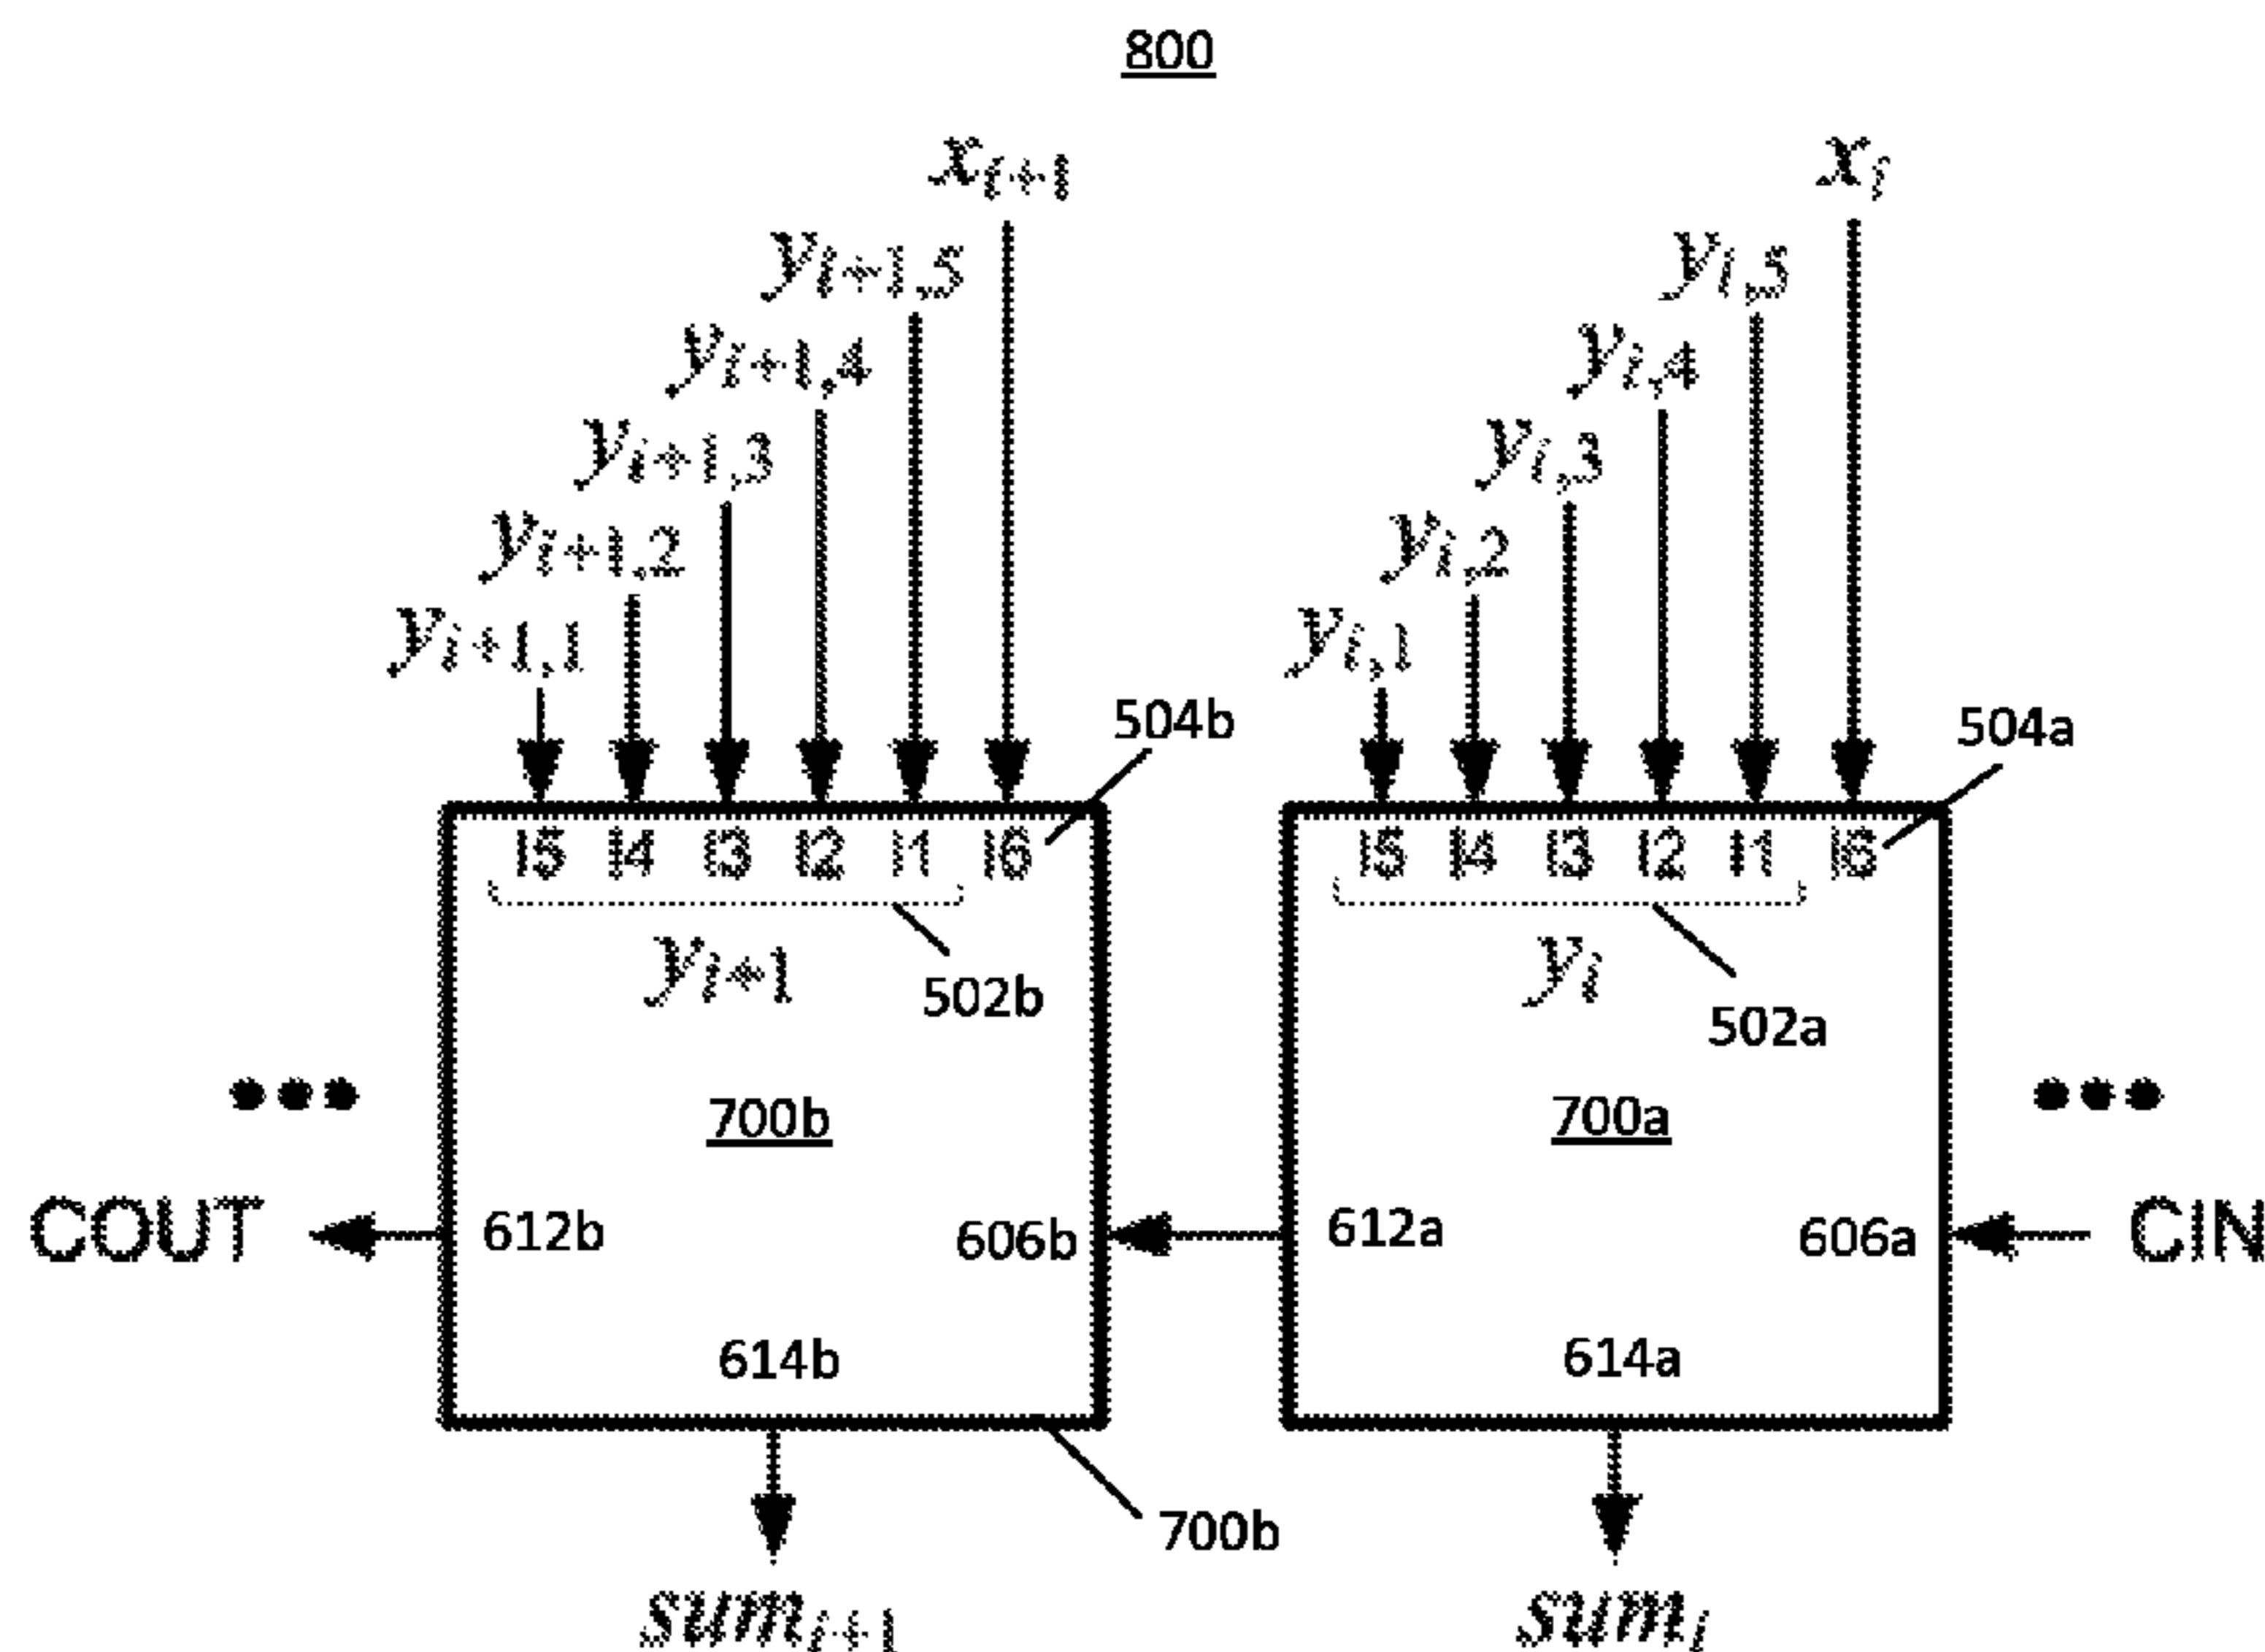 800
x_{i+1} x_i
y_{i+1,5} y_{i,5}
y_{i+1,4} y_{i,4}
y_{i+1,3} y_{i,3}
y_{i+1,2} y_{i,2}
y_{i+1,1} y_{i,1}
504b 504a
I5 I4 I3 I2 I1 I6 I5 I4 I3 I2 I1 I6
y_{i+1} y_i
502b 502a
700b 700a
COUT 612b 606b 612a 606a CIN
614b 614a
700b
sum_{i+1} sum_i